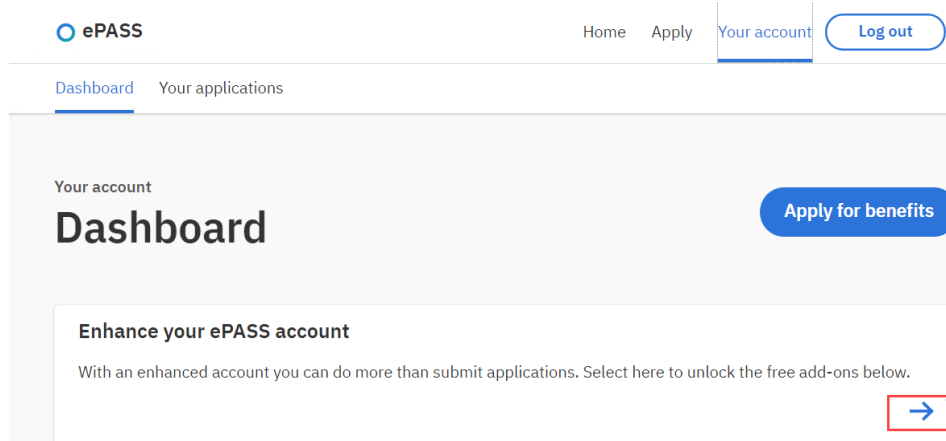 ePASS Home Apply Your account Log out
Dashboard Your applications
Your account
Dashboard
Apply for benefits
Enhance your ePASS account
With an enhanced account you can do more than submit applications. Select here to unlock the free add-ons below.